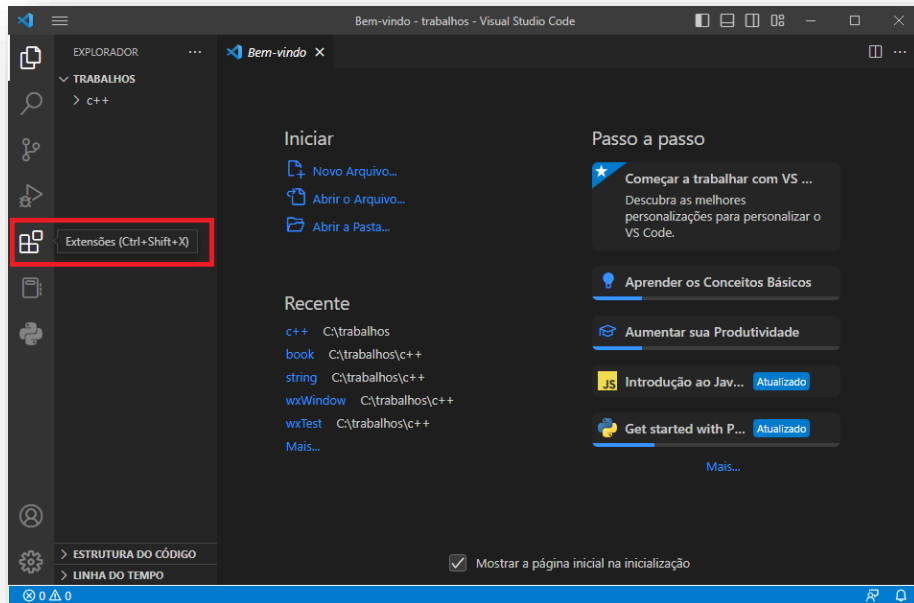 Bem-vindo - trabalhos - Visual Studio Code
EXPLORADOR
TRABALHOS
c++
Bem-vindo
Extensões (Ctrl+Shift+X)
Iniciar
Novo Arquivo...
Abrir o Arquivo...
Abrir a Pasta...
Recente
c++ C:\trabalhos
book C:\trabalhos\c++
string C:\trabalhos\c++
wxWindow C:\trabalhos\c++
wxTest C:\trabalhos\c++
Mais...
Passo a passo
Começar a trabalhar com VS ...
Descubra as melhores
personalizações para personalizar o
VS Code.
Aprender os Conceitos Básicos
Aumentar sua Produtividade
JS Introdução ao Jav... Atualizado
Get started with P... Atualizado
Mais...
ESTRUTURA DO CÓDIGO
LINHA DO TEMPO
Mostrar a página inicial na inicialização
0 0